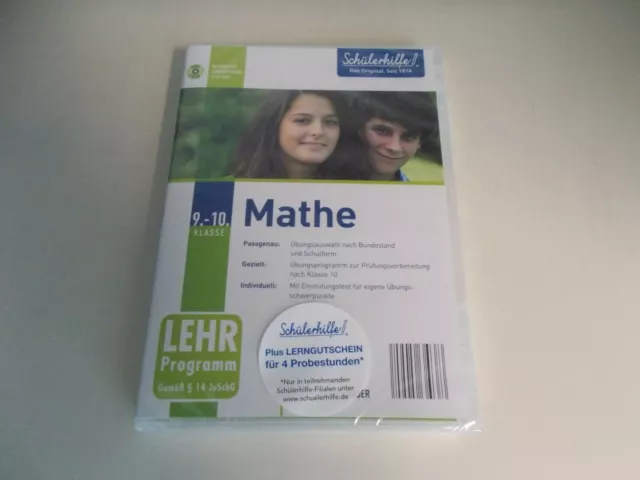 Schülerhilfe!
Das Original. Seit 1974
9.-10.
KLASSE
Mathe
Passgenau: Übungsauswahl nach Bundesland
und Schulform
Gezielt: Übungsprogramm zur Prüfungsvorbereitung
nach Klasse 10
Individuell: Mit Einstufungstest für eigene Übungs-
schwerpunkte
LEHR
Programm
Gemäß § 14 JuSchG
Schülerhilfe!
Plus LERNGUTSCHEIN
für 4 Probestunden*
*Nur in teilnehmenden
Schülerhilfe-Filialen unter
www.schuelerhilfe.de